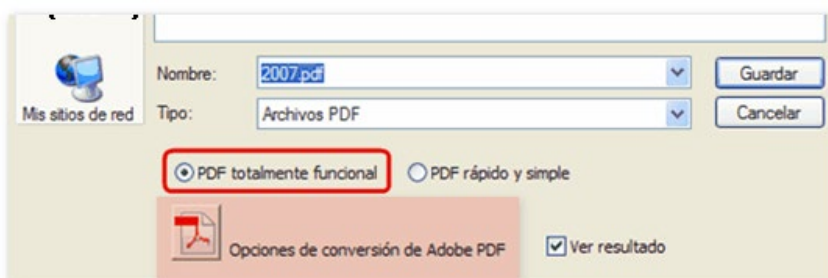 Nombre: 2007.pdf Guardar
Mis sitios de red Tipo: Archivos PDF Cancelar
PDF totalmente funcional PDF rápido y simple
Opciones de conversión de Adobe PDF Ver resultado